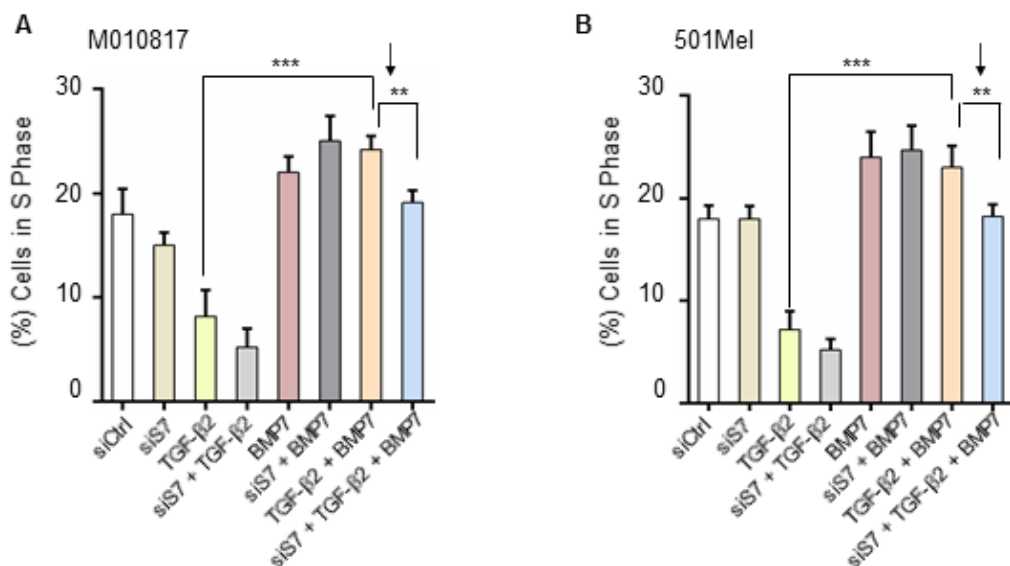 A
M010817
(%) Cells in S Phase
30
20
10
0
***
**
siCtrl
siS7
TGF-β2
siS7 + TGF-β2
BMP7
siS7 + BMP7
TGF-β2 + BMP7
siS7 + TGF-β2 + BMP7
B
501Mel
(%) Cells in S Phase
30
20
10
0
***
**
siCtrl
siS7
TGF-β2
siS7 + TGF-β2
BMP7
siS7 + BMP7
TGF-β2 + BMP7
siS7 + TGF-β2 + BMP7